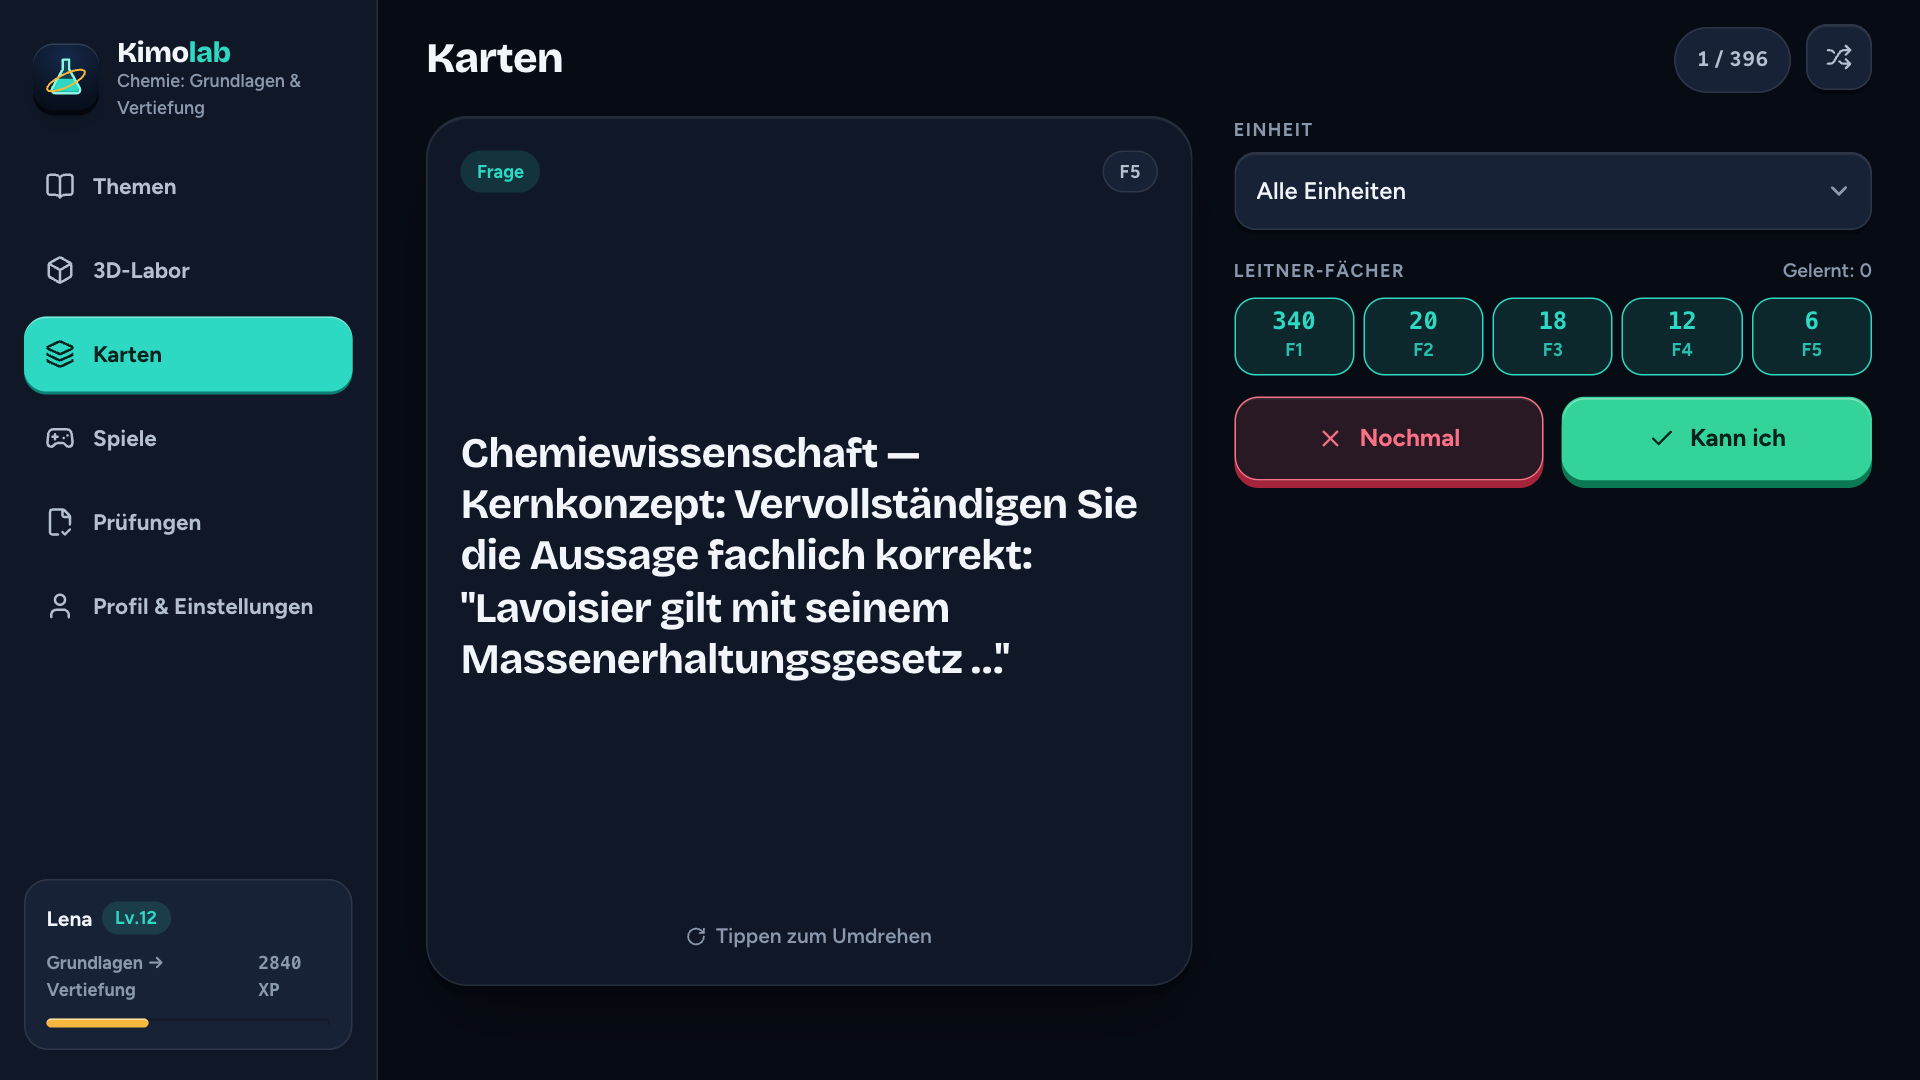 Kimolab
Chemie: Grundlagen &
Vertiefung
Themen
3D-Labor
Karten
Spiele
Prüfungen
Profil & Einstellungen
Lena Lv.12
Grundlagen →
Vertiefung
2840
XP
Karten
1 / 396
Frage
F5
Chemiewissenschaft —
Kernkonzept: Vervollständigen Sie
die Aussage fachlich korrekt:
"Lavoisier gilt mit seinem
Massenerhaltungsgesetz ..."
Tippen zum Umdrehen
EINHEIT
Alle Einheiten
LEITNER-FÄCHER
Gelernt: 0
340
F1
20
F2
18
F3
12
F4
6
F5
Nochmal
Kann ich